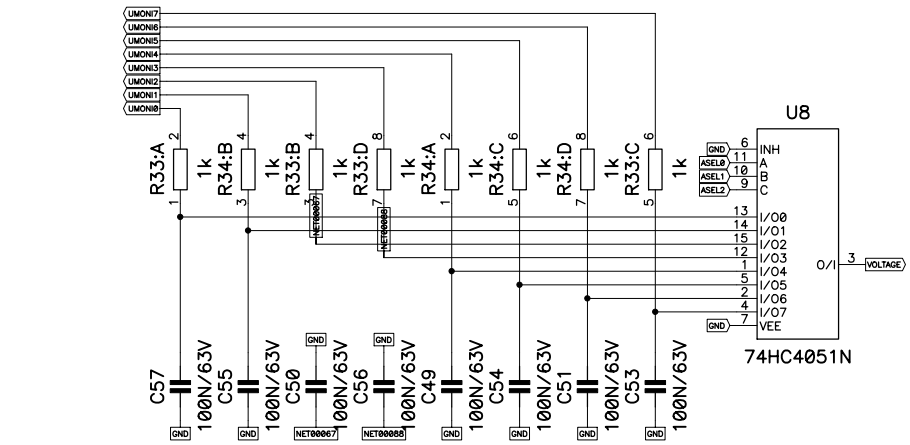 UMONI7
UMONI6
UMONI5
UMONI4
UMONI3
UMONI2
UMONI1
UMONI0
U8
2 4 4 8 2 6 8 6
R33:A 1k R34:B 1k R33:B 1k R33:D 1k R34:A 1k R34:C 1k R34:D 1k R33:C 1k
1 3 3 7 1 5 7 5
NET00067 NET00088
GND 6 INH
ASEL0 11 A
ASEL1 10 B
ASEL2 9 C
13 I/O0
14 I/O1
15 I/O2
12 I/O3
O/I 3 VOLTAGE
1 I/O4
5 I/O5
2 I/O6
4 I/O7
GND 7 VEE
74HC4051N
GND GND
C57 100N/63V C55 100N/63V C50 100N/63V C56 100N/63V C49 100N/63V C54 100N/63V C51 100N/63V C53 100N/63V
GND GND NET00067 NET00088 GND GND GND GND